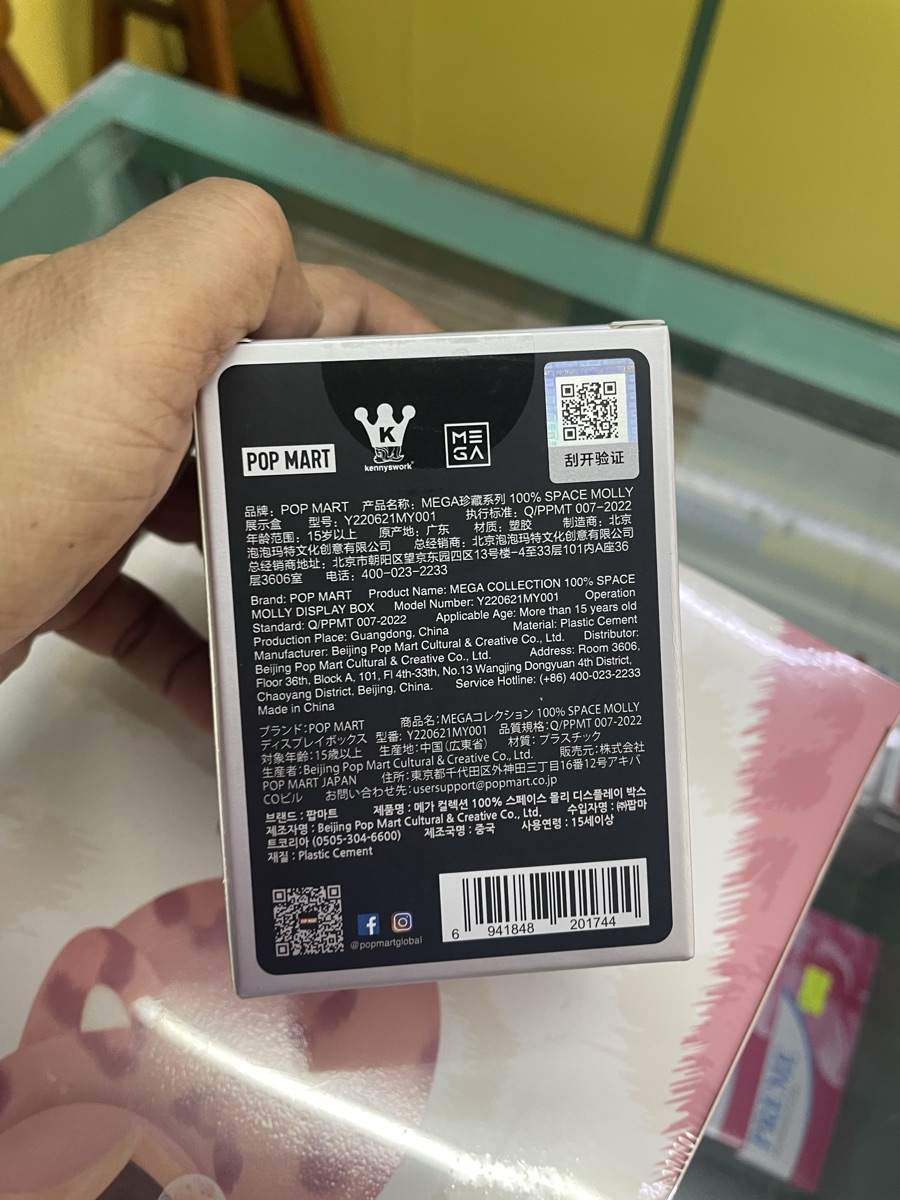 POP MART
K
kennyswork
MEGA
刮开验证
品牌：POP MART 产品名称：MEGA珍藏系列 100% SPACE MOLLY
展示盒 型号：Y220621MY001 执行标准：Q/PPMT 007-2022
年龄范围：15岁以上 原产地：广东 材质：塑胶 制造商：北京
泡泡玛特文化创意有限公司 总经销商：北京泡泡玛特文化创意有限公司
总经销商地址：北京市朝阳区望京东园四区13号楼-4至33层101内A座36
层3606室 电话：400-023-2233
Brand: POP MART Product Name: MEGA COLLECTION 100% SPACE
MOLLY DISPLAY BOX Model Number: Y220621MY001 Operation
Standard: Q/PPMT 007-2022 Applicable Age: More than 15 years old
Production Place: Guangdong, China Material: Plastic Cement
Manufacturer: Beijing Pop Mart Cultural & Creative Co., Ltd. Distributor:
Beijing Pop Mart Cultural & Creative Co., Ltd. Address: Room 3606,
Floor 36th, Block A, 101, Fl 4th-33th, No.13 Wangjing Dongyuan 4th District,
Chaoyang District, Beijing, China. Service Hotline: (+86) 400-023-2233
Made in China
ブランド：POP MART 商品名：MEGAコレクション 100% SPACE MOLLY
ディスプレイボックス 型番：Y220621MY001 品質規格：Q/PPMT 007-2022
対象年齢：15歳以上 生産地：中国（広東省） 材質：プラスチック
生産者：Beijing Pop Mart Cultural & Creative Co., Ltd. 販売元：株式会社
POP MART JAPAN 住所：東京都千代田区外神田三丁目16番12号アキバ
COビル お問い合わせ先：usersupport@popmart.co.jp
브랜드 : 팝마트 제품명 : 메가 컬렉션 100% 스페이스 몰리 디스플레이 박스
제조자명 : Beijing Pop Mart Cultural & Creative Co., Ltd. 수입자명 : ㈜팝마
트코리아 (0505-304-6600) 제조국명 : 중국 사용연령 : 15세이상
재질 : Plastic Cement
@popmartglobal
6 941848 201744